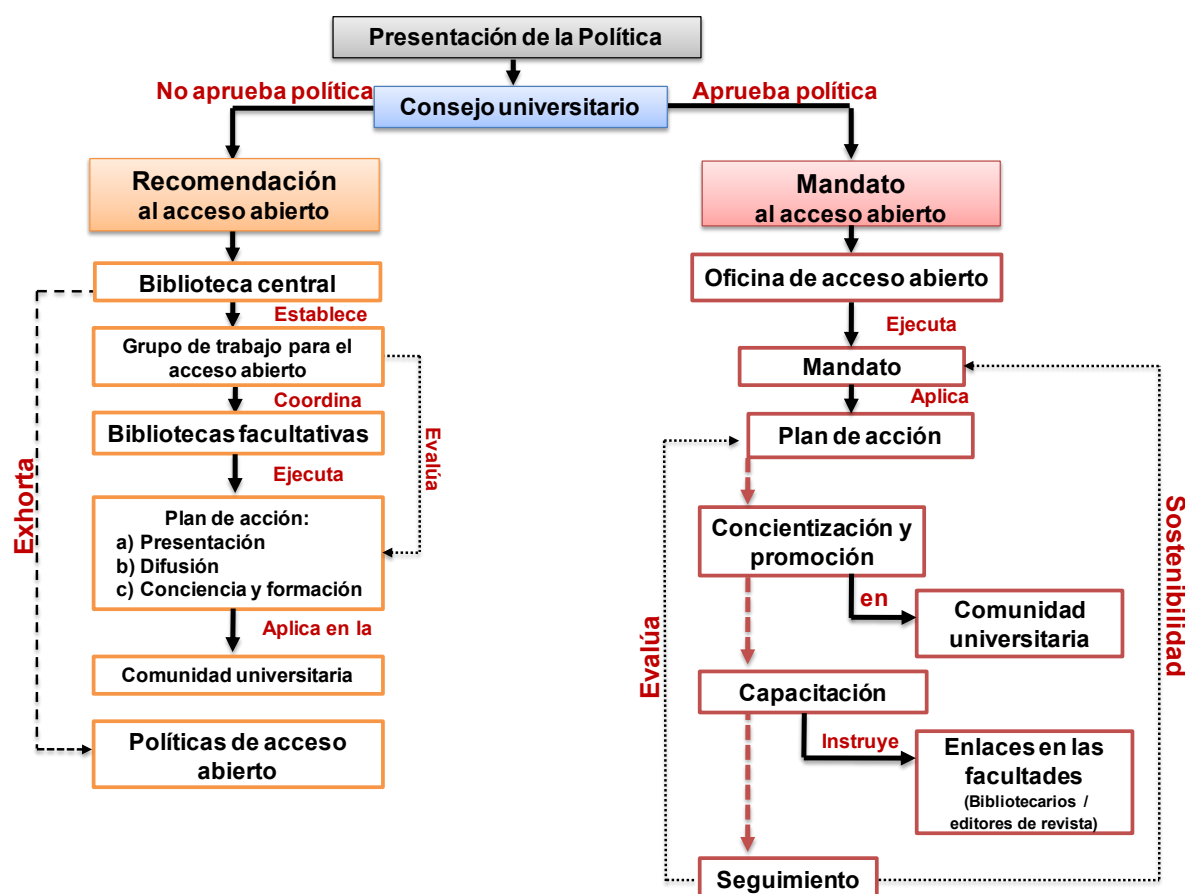 Presentación de la Política
No aprueba política
Consejo universitario
Aprueba política
Recomendación
al acceso abierto
Biblioteca central
Establece
Grupo de trabajo para el
acceso abierto
Coordina
Bibliotecas facultativas
Evalúa
Ejecuta
Plan de acción:
a) Presentación
b) Difusión
c) Conciencia y formación
Aplica en la
Comunidad universitaria
Exhorta
Políticas de acceso
abierto
Mandato
al acceso abierto
Oficina de acceso abierto
Ejecuta
Mandato
Aplica
Plan de acción
Concientización y
promoción
en
Comunidad
universitaria
Capacitación
Instruye
Enlaces en las
facultades
(Bibliotecarios /
editores de revista)
Seguimiento
Evalúa
Sostenibilidad